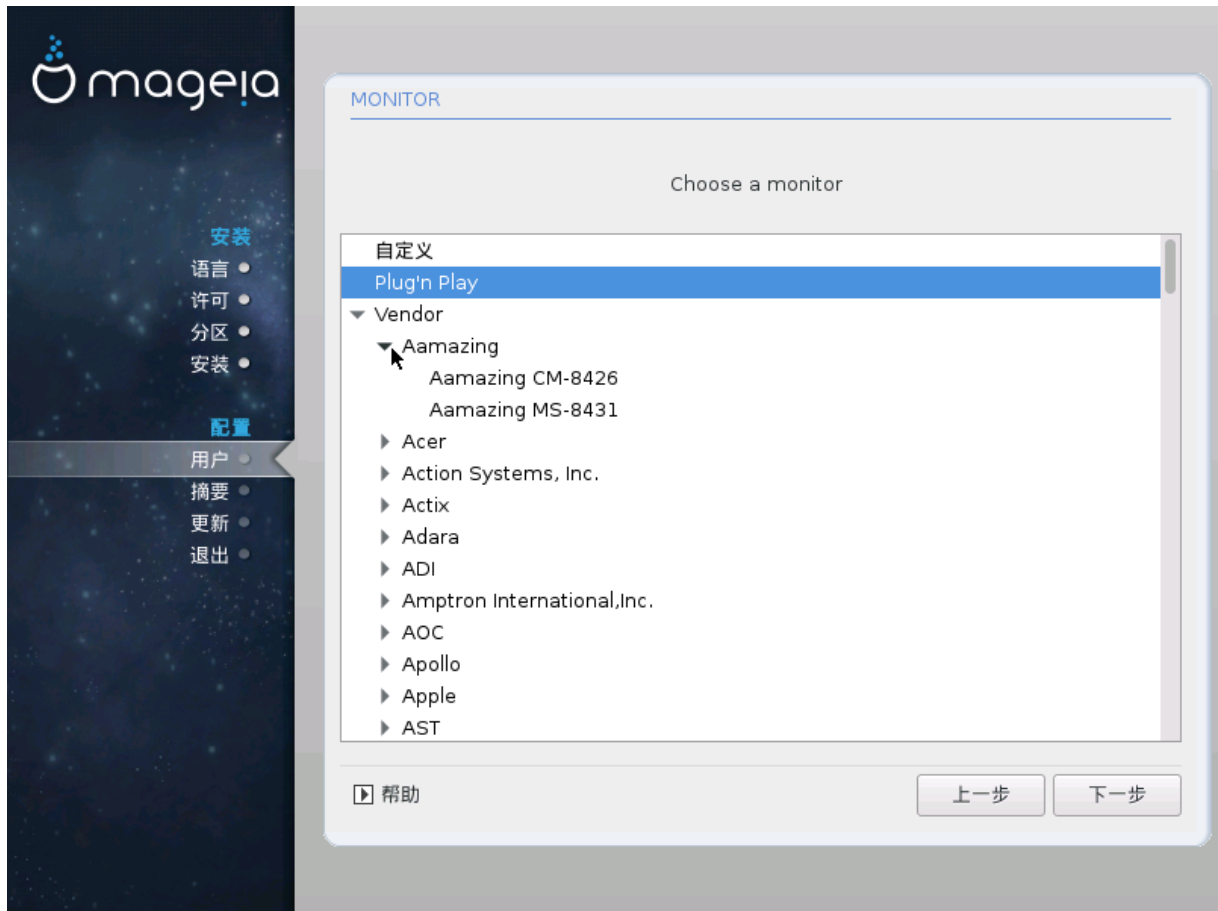 mageia
安装
语言
许可
分区
安装
配置
用户
摘要
更新
退出
MONITOR
Choose a monitor
自定义
Plug'n Play
Vendor
Aamazing
Aamazing CM-8426
Aamazing MS-8431
Acer
Action Systems, Inc.
Actix
Adara
ADI
Amptron International,Inc.
AOC
Apollo
Apple
AST
帮助
上一步
下一步